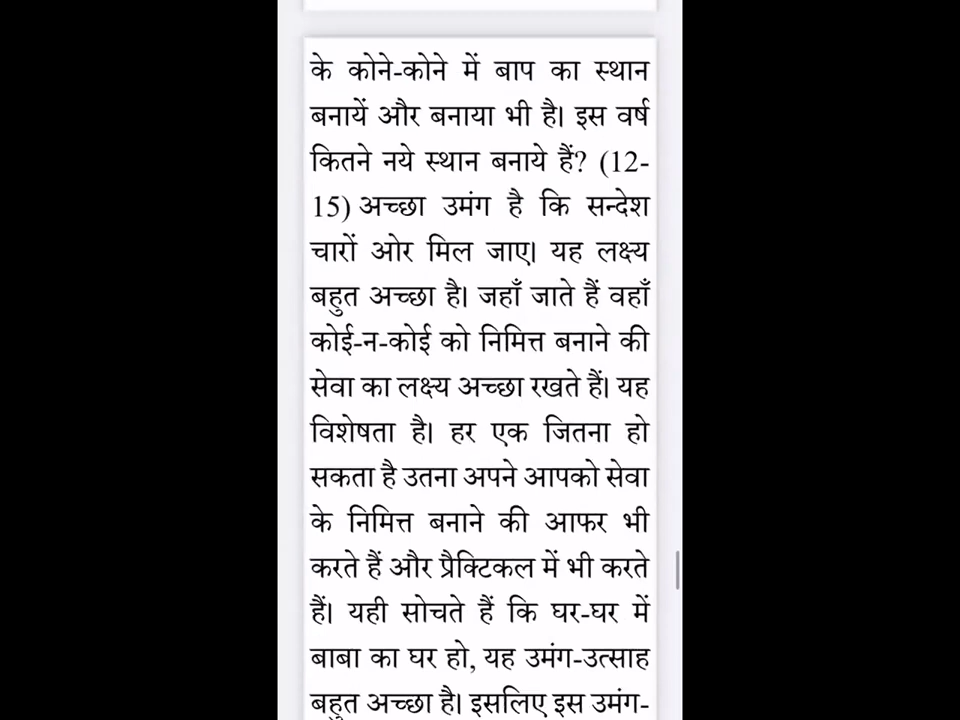 के कोने-कोने में बाप का स्थान
बनायें और बनाया भी है। इस वर्ष
कितने नये स्थान बनाये हैं? (12-
15) अच्छा उमंग है कि सन्देश
चारों ओर मिल जाए। यह लक्ष्य
बहुत अच्छा है। जहाँ जाते हैं वहाँ
कोई-न-कोई को निमित्त बनाने की
सेवा का लक्ष्य अच्छा रखते हैं। यह
विशेषता है। हर एक जितना हो
सकता है उतना अपने आपको सेवा
के निमित्त बनाने की आफर भी
करते हैं और प्रैक्टिकल में भी करते
हैं। यही सोचते हैं कि घर-घर में
बाबा का घर हो, यह उमंग-उत्साह
बहुत अच्छा है। इसलिए इस उमंग-